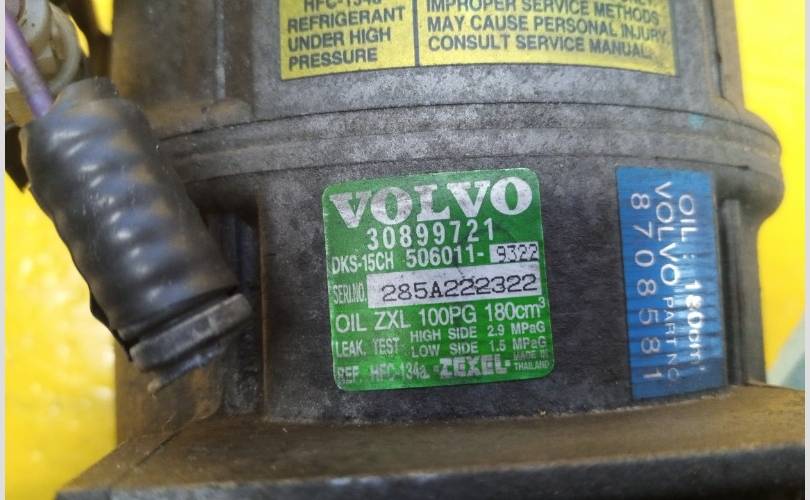 HFC-134a
REFRIGERANT
UNDER HIGH
PRESSURE
IMPROPER SERVICE METHODS
MAY CAUSE PERSONAL INJURY.
CONSULT SERVICE MANUAL.
VOLVO
30899721
DKS-15CH 506011-9322
SERI.NO. 285A222322
OIL ZXL 100PG 180cm³
LEAK. TEST HIGH SIDE 2.9 MPaG
LOW SIDE 1.5 MPaG
REF. HFC-134a ZEXEL MADE IN THAILAND
OIL: 180cm³
VOLVO PART NO
8708581